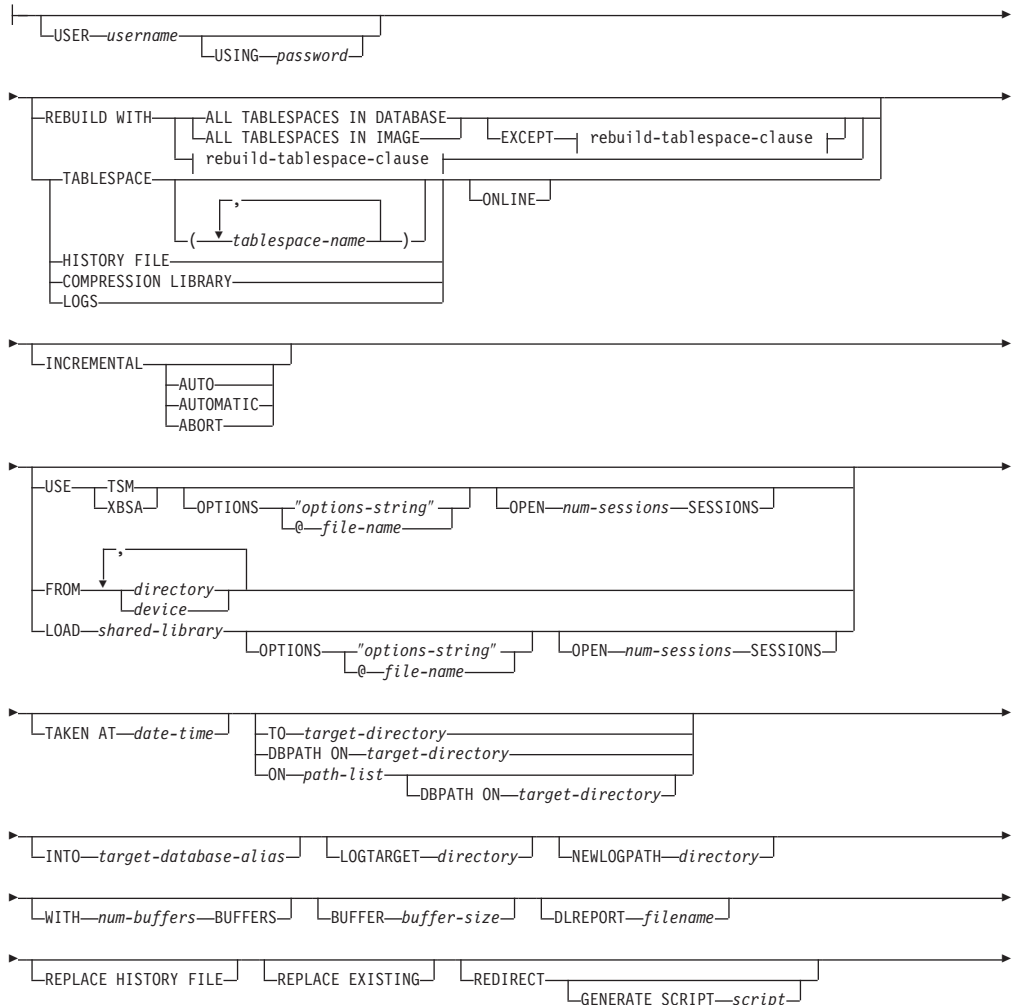 USER username
USING password
REBUILD WITH ALL TABLESPACES IN DATABASE
ALL TABLESPACES IN IMAGE EXCEPT rebuild-tablespace-clause
rebuild-tablespace-clause
TABLESPACE ONLINE
,
( tablespace-name )
HISTORY FILE
COMPRESSION LIBRARY
LOGS
INCREMENTAL
AUTO
AUTOMATIC
ABORT
USE TSM
XBSA OPTIONS "options-string" OPEN num-sessions SESSIONS
@ file-name
,
FROM directory
device
LOAD shared-library
OPTIONS "options-string" OPEN num-sessions SESSIONS
@ file-name
TAKEN AT date-time TO target-directory
DBPATH ON target-directory
ON path-list
DBPATH ON target-directory
INTO target-database-alias LOGTARGET directory NEWLOGPATH directory
WITH num-buffers BUFFERS BUFFER buffer-size DLREPORT filename
REPLACE HISTORY FILE REPLACE EXISTING REDIRECT
GENERATE SCRIPT script